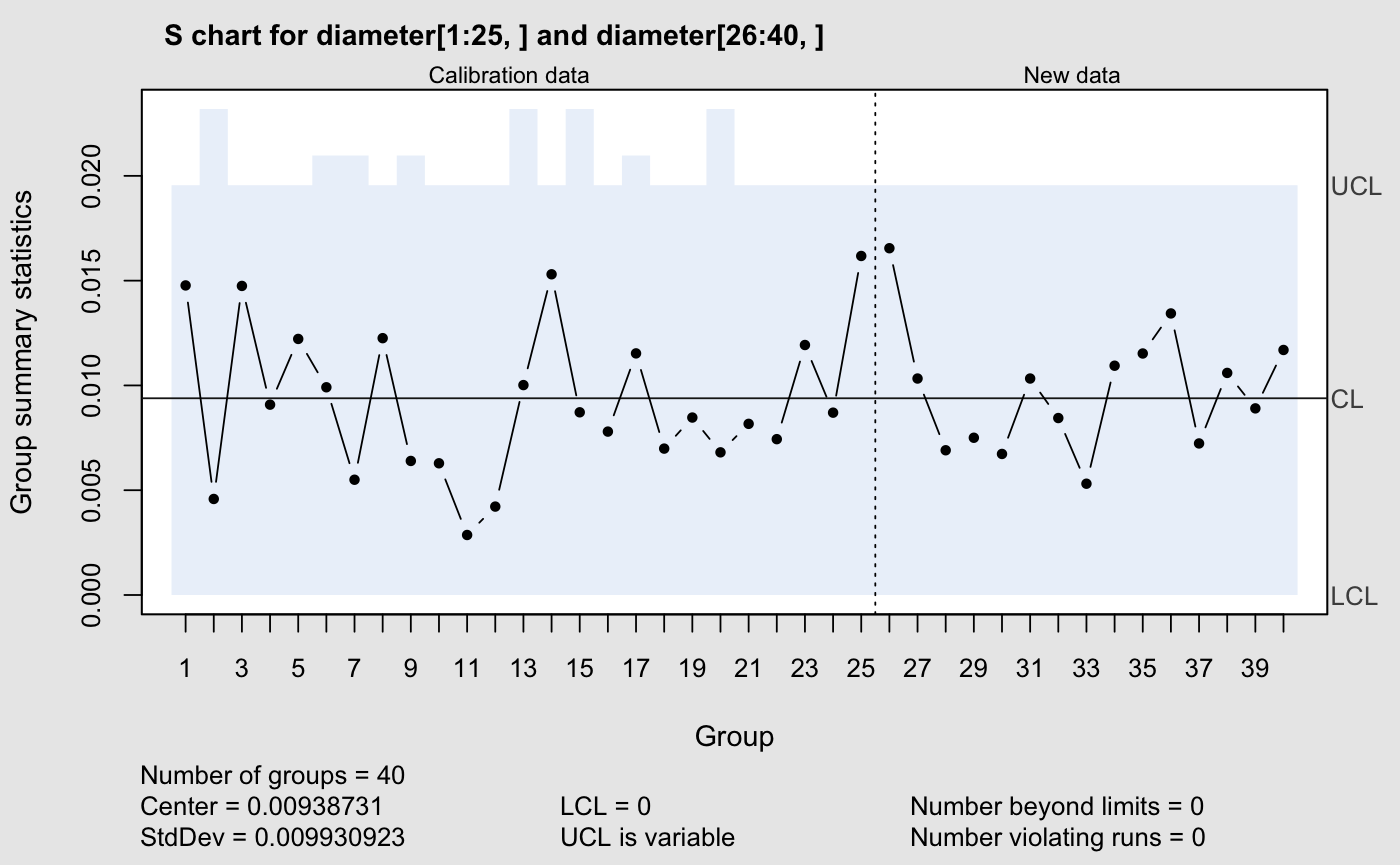 S chart for diameter[1:25, ] and diameter[26:40, ]
Calibration data New data
Group summary statistics
0.020
0.015
0.010
0.005
0.000
UCL
CL
LCL
1 3 5 7 9 11 13 15 17 19 21 23 25 27 29 31 33 35 37 39
Group
Number of groups = 40
Center = 0.00938731 LCL = 0 Number beyond limits = 0
StdDev = 0.009930923 UCL is variable Number violating runs = 0